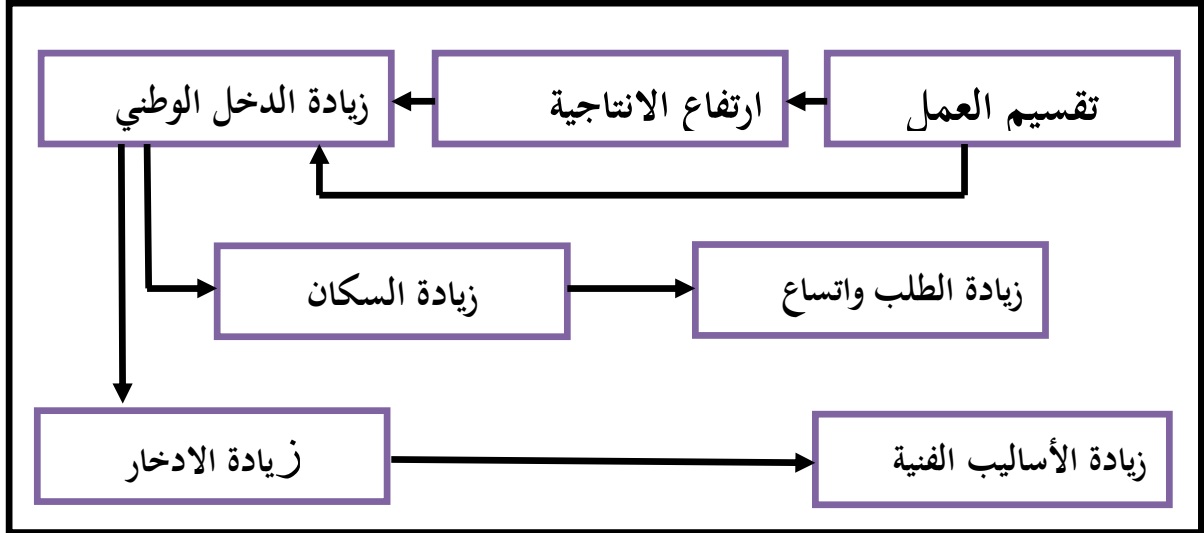 تقسيم العمل
ارتفاع الانتاجية
زيادة الدخل الوطني
زيادة السكان
زيادة الطلب واتساع
زيادة الادخار
زيادة الأساليب الفنية